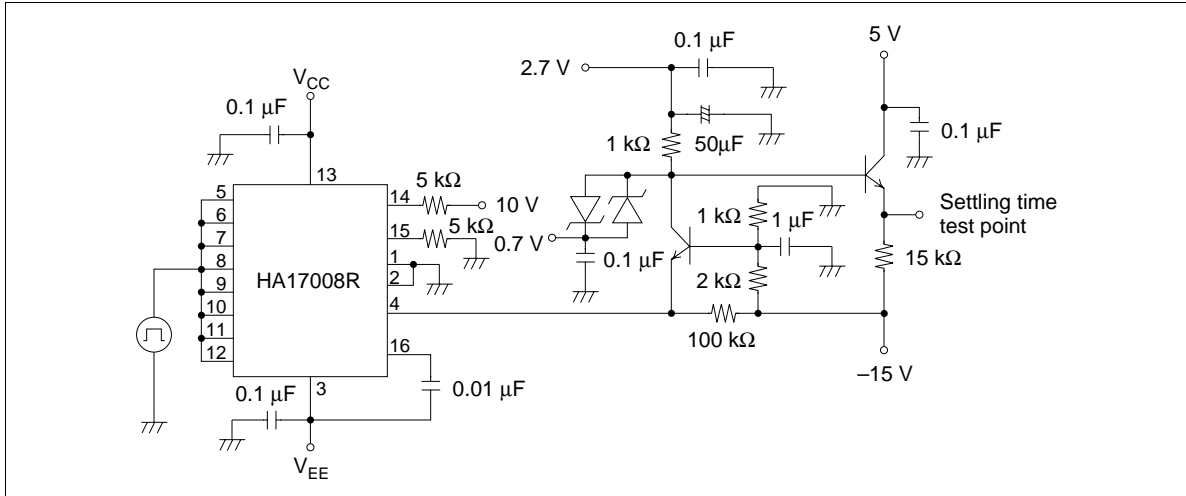 V_CC
0.1 μF
13
5
6
7
8
9
10
11
12
HA17008R
14
15
1
2
4
16
3
5 kΩ
10 V
5 kΩ
0.01 μF
0.1 μF
V_EE
2.7 V
0.1 μF
1 kΩ
50μF
0.7 V
0.1 μF
1 kΩ
1 μF
2 kΩ
100 kΩ
5 V
0.1 μF
Settling time
test point
15 kΩ
–15 V